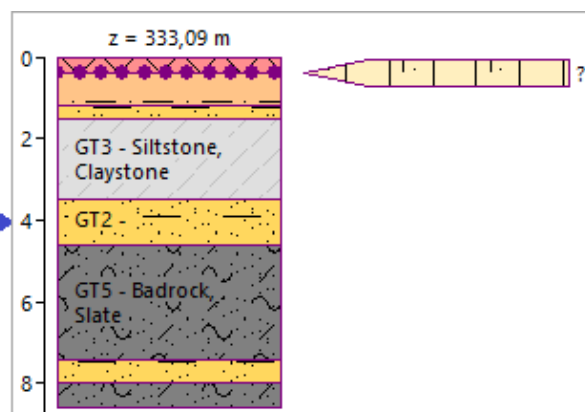 z = 333,09 m
0
2
GT3 - Siltstone,
Claystone
4
GT2 -
6
GT5 - Badrock,
Slate
8
?